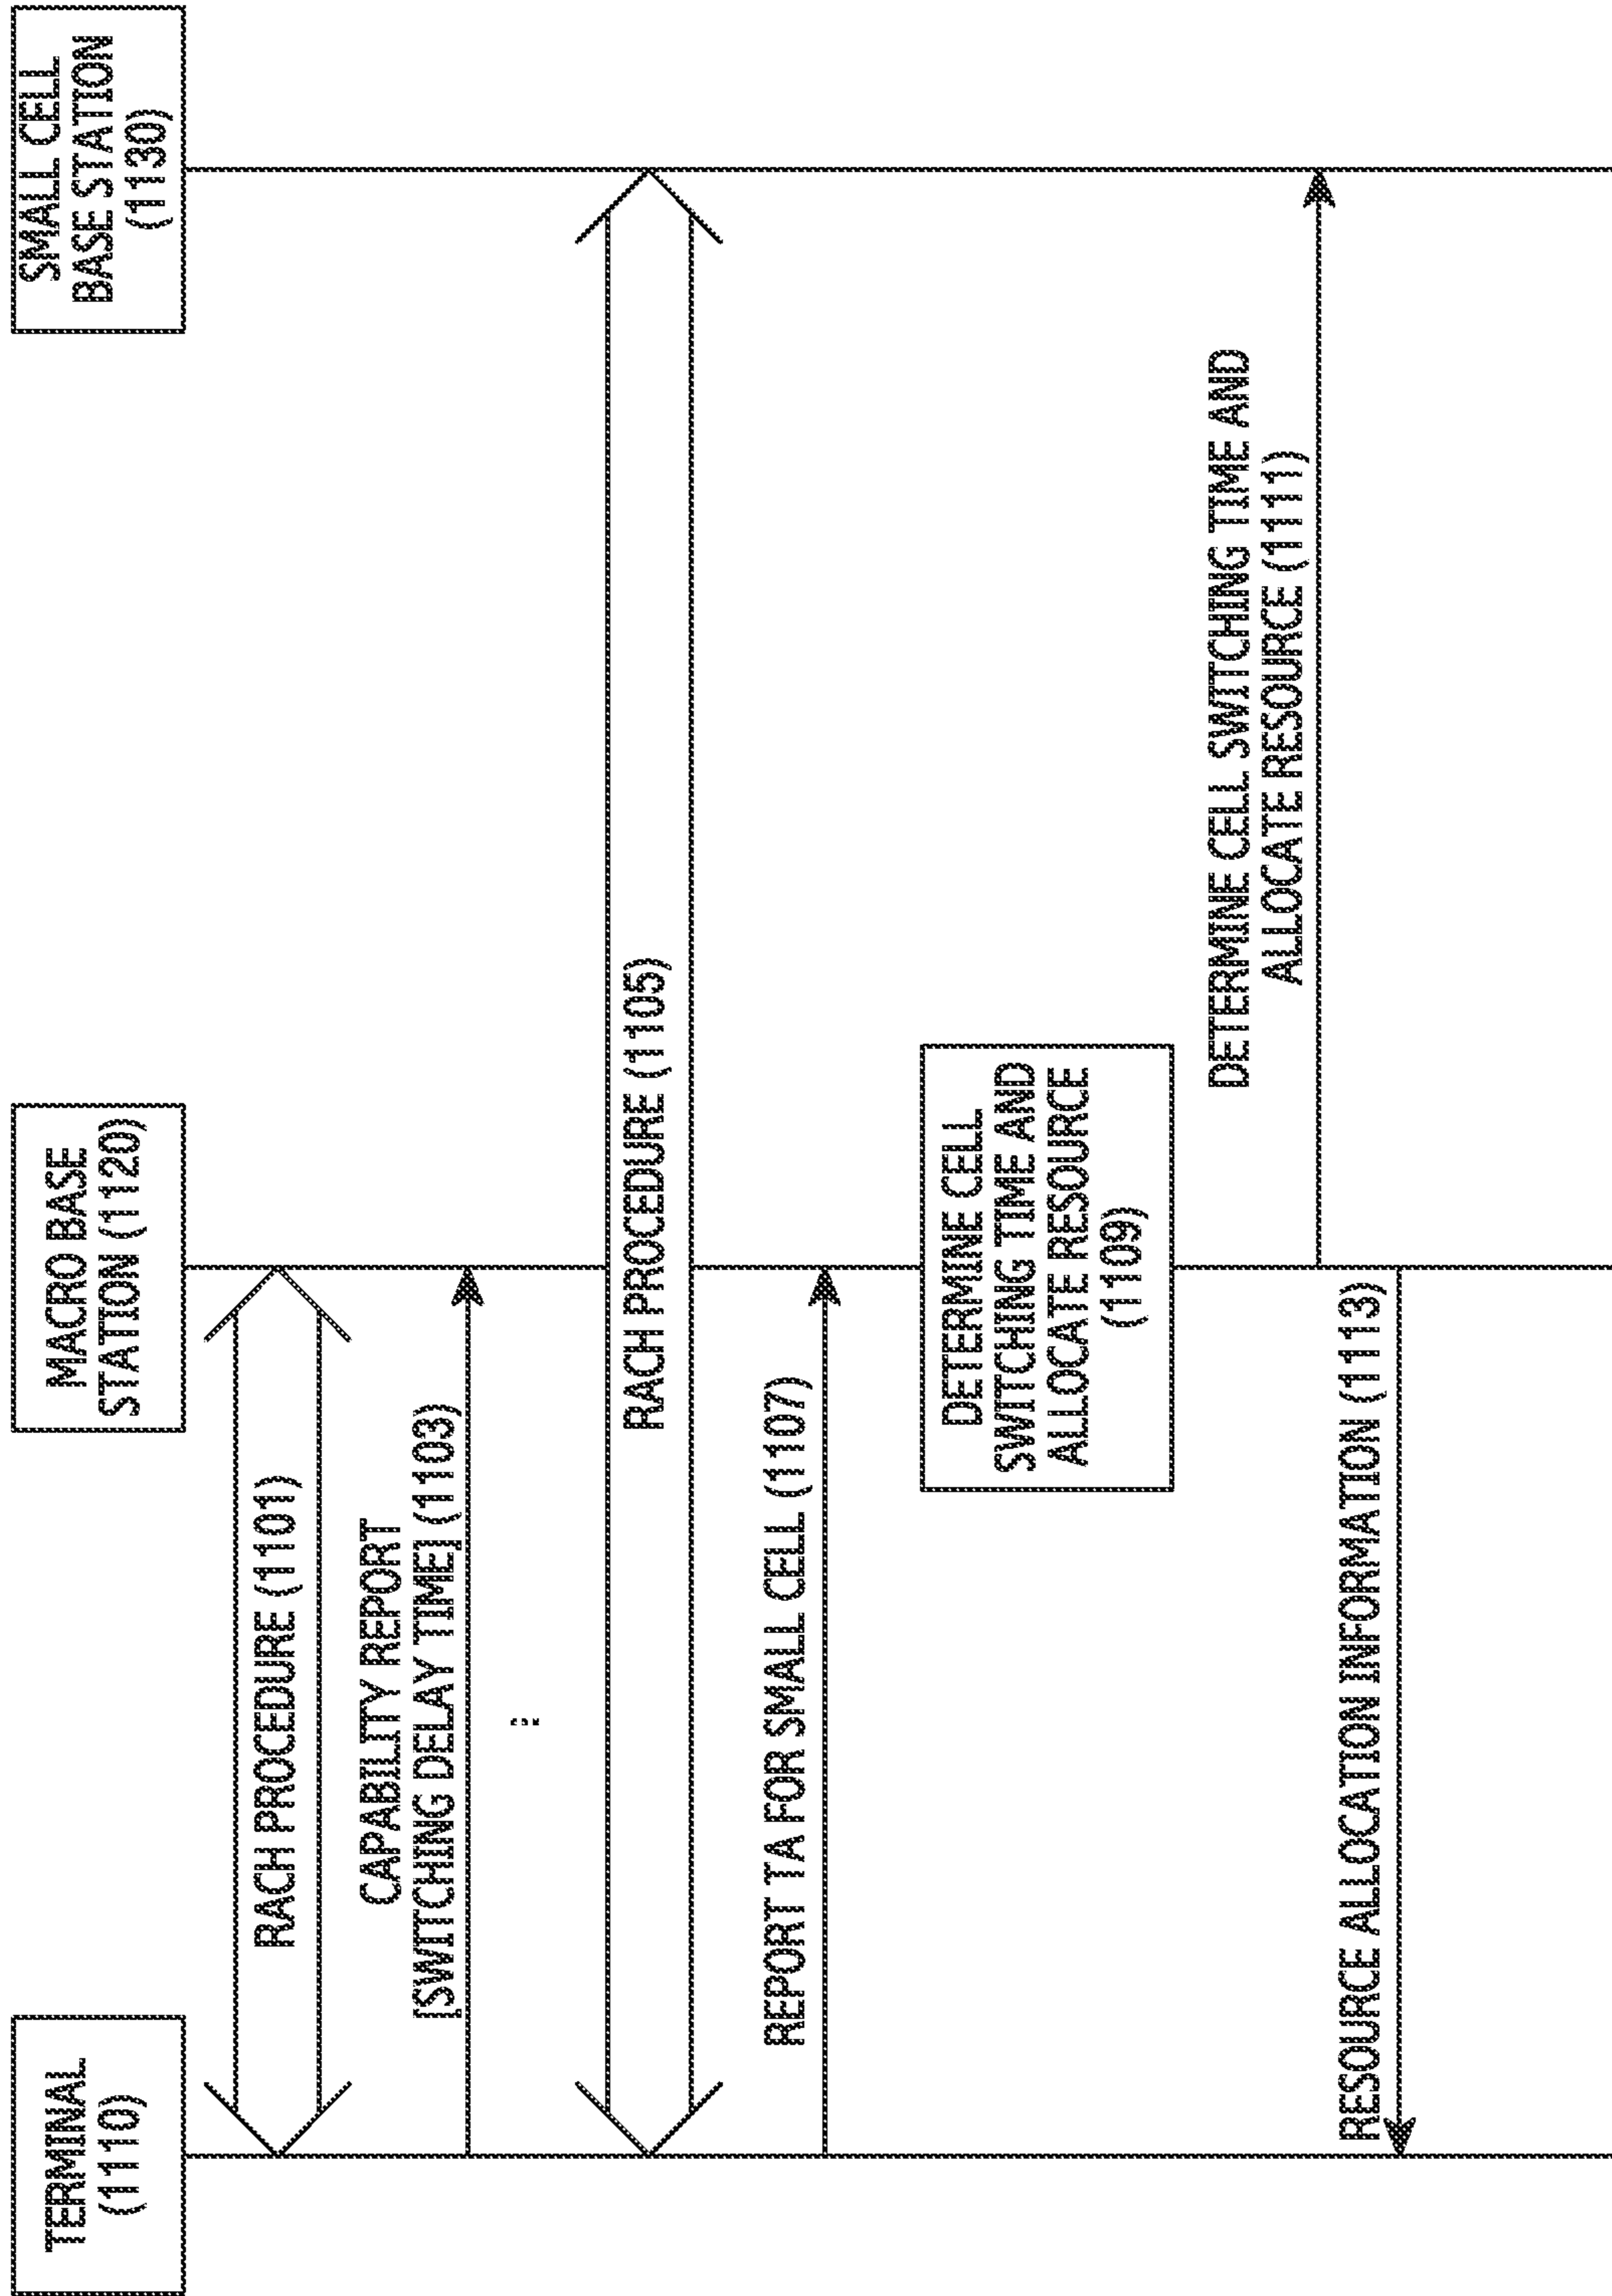 TERMINAL
(1110)
MACRO BASE
STATION (1120)
SMALL CELL
BASE STATION
(1130)
RACH PROCEDURE (1101)
CAPABILITY REPORT
[SWITCHING DELAY TIME] (1103)
...
RACH PROCEDURE (1105)
REPORT TA FOR SMALL CELL (1107)
DETERMINE CELL
SWITCHING TIME AND
ALLOCATE RESOURCE
(1109)
DETERMINE CELL SWITCHING TIME AND
ALLOCATE RESOURCE (1111)
RESOURCE ALLOCATION INFORMATION (1113)